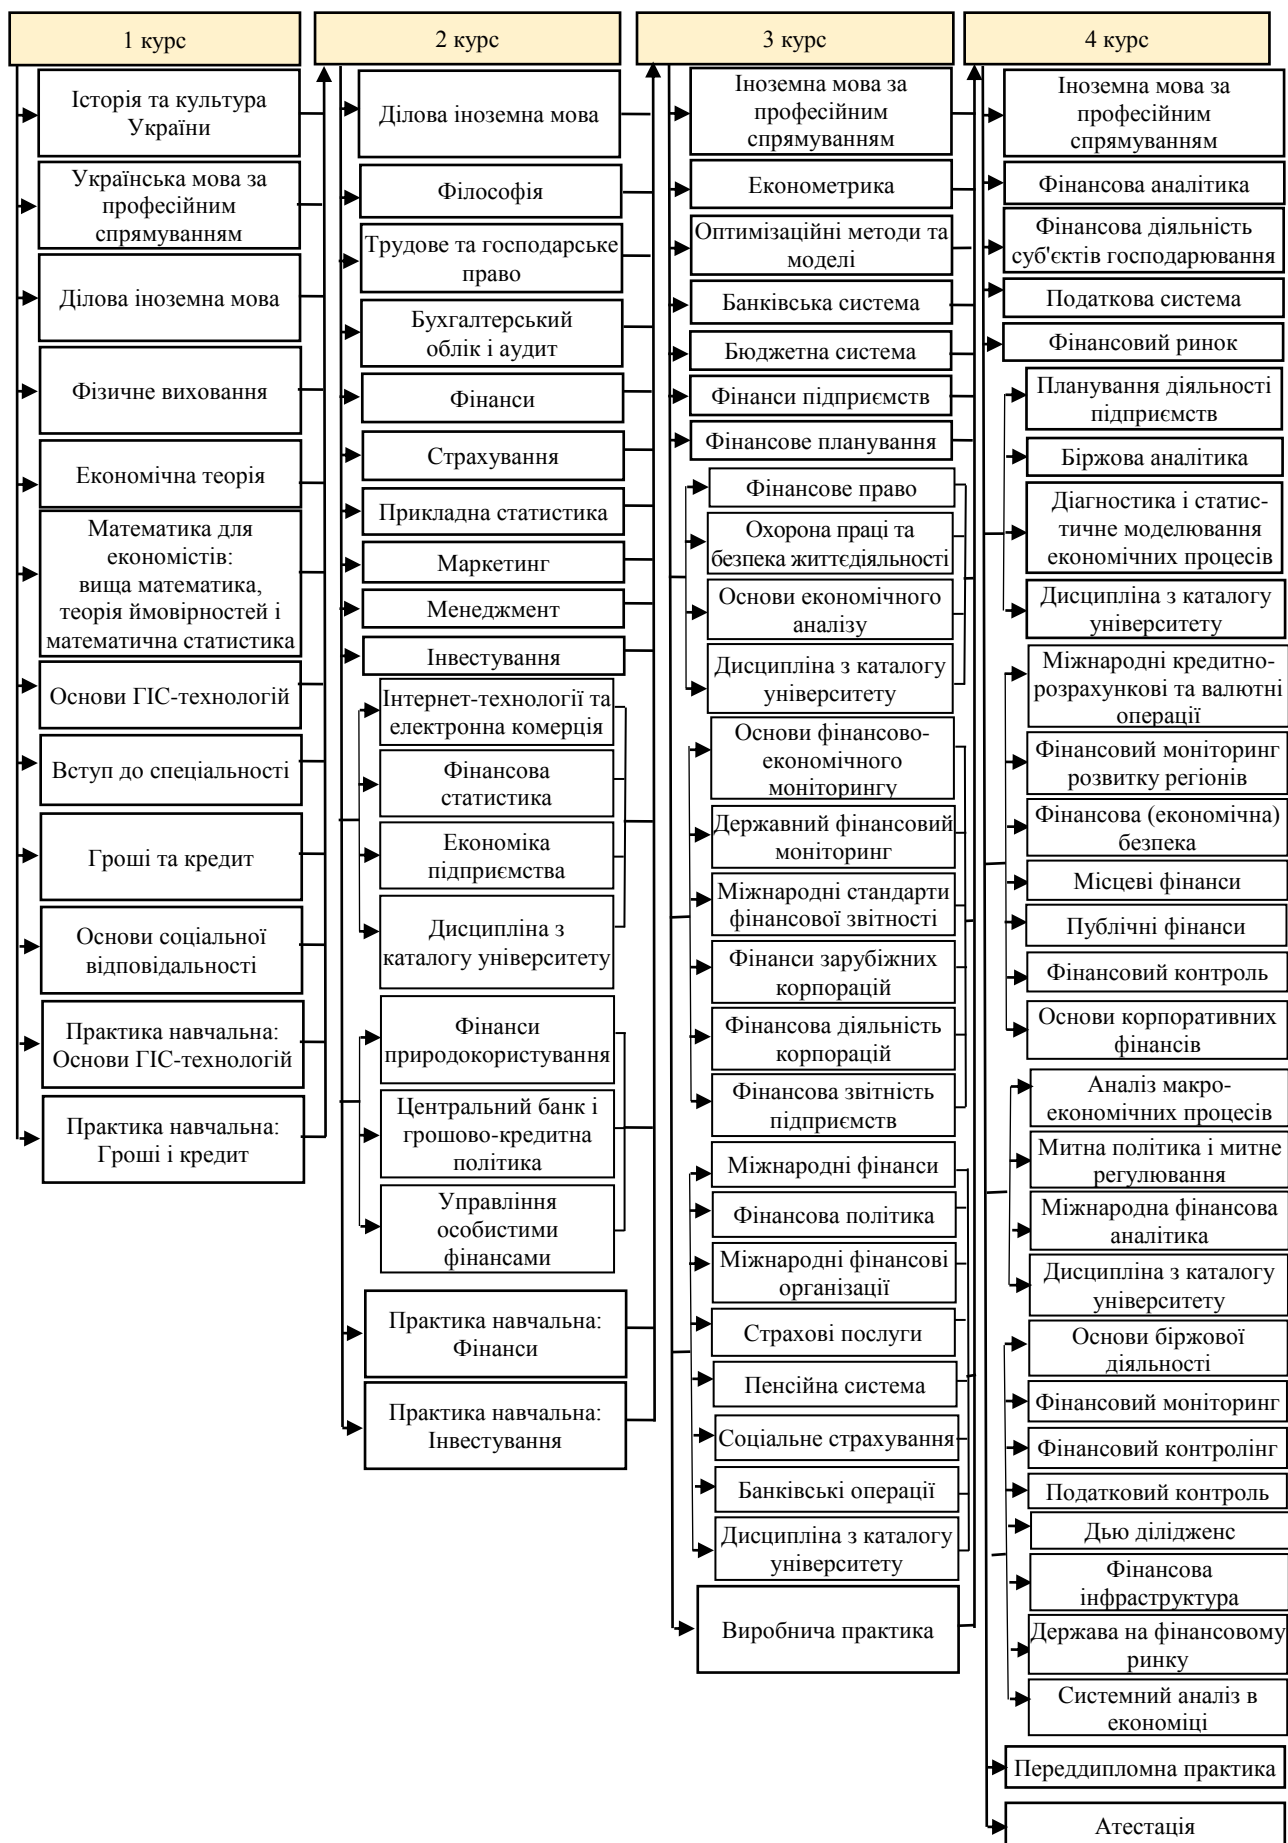 1 курс
Історія та культура
України
Українська мова за
професійним
спрямуванням
Ділова іноземна мова
Фізичне виховання
Економічна теорія
Математика для
економістів:
вища математика,
теорія ймовірностей і
математична статистика
Основи ГІС-технологій
Вступ до спеціальності
Гроші та кредит
Основи соціальної
відповідальності
Практика навчальна:
Основи ГІС-технологій
Практика навчальна:
Гроші і кредит
2 курс
Ділова іноземна мова
Філософія
Трудове та господарське
право
Бухгалтерський
облік і аудит
Фінанси
Страхування
Прикладна статистика
Маркетинг
Менеджмент
Інвестування
Інтернет-технології та
електронна комерція
Фінансова
статистика
Економіка
підприємства
Дисципліна з
каталогу університету
Фінанси
природокористування
Центральний банк і
грошово-кредитна
політика
Управління
особистими
фінансами
Практика навчальна:
Фінанси
Практика навчальна:
Інвестування
3 курс
Іноземна мова за
професійним
спрямуванням
Економетрика
Оптимізаційні методи та
моделі
Банківська система
Бюджетна система
Фінанси підприємств
Фінансове планування
Фінансове право
Охорона праці та
безпека життєдіяльності
Основи економічного
аналізу
Дисципліна з каталогу
університету
Основи фінансово-
економічного
моніторингу
Державний фінансовий
моніторинг
Міжнародні стандарти
фінансової звітності
Фінанси зарубіжних
корпорацій
Фінансова діяльність
корпорацій
Фінансова звітність
підприємств
Міжнародні фінанси
Фінансова політика
Міжнародні фінансові
організації
Страхові послуги
Пенсійна система
Соціальне страхування
Банківські операції
Дисципліна з каталогу
університету
Виробнича практика
4 курс
Іноземна мова за
професійним
спрямуванням
Фінансова аналітика
Фінансова діяльність
суб'єктів господарювання
Податкова система
Фінансовий ринок
Планування діяльності
підприємств
Біржова аналітика
Діагностика і статис-
тичне моделювання
економічних процесів
Дисципліна з каталогу
університету
Міжнародні кредитно-
розрахункові та валютні
операції
Фінансовий моніторинг
розвитку регіонів
Фінансова (економічна)
безпека
Місцеві фінанси
Публічні фінанси
Фінансовий контроль
Основи корпоративних
фінансів
Аналіз макро-
економічних процесів
Митна політика і митне
регулювання
Міжнародна фінансова
аналітика
Дисципліна з каталогу
університету
Основи біржової
діяльності
Фінансовий моніторинг
Фінансовий контролінг
Податковий контроль
Дью ділідженс
Фінансова
інфраструктура
Держава на фінансовому
ринку
Системний аналіз в
економіці
Переддипломна практика
Атестація